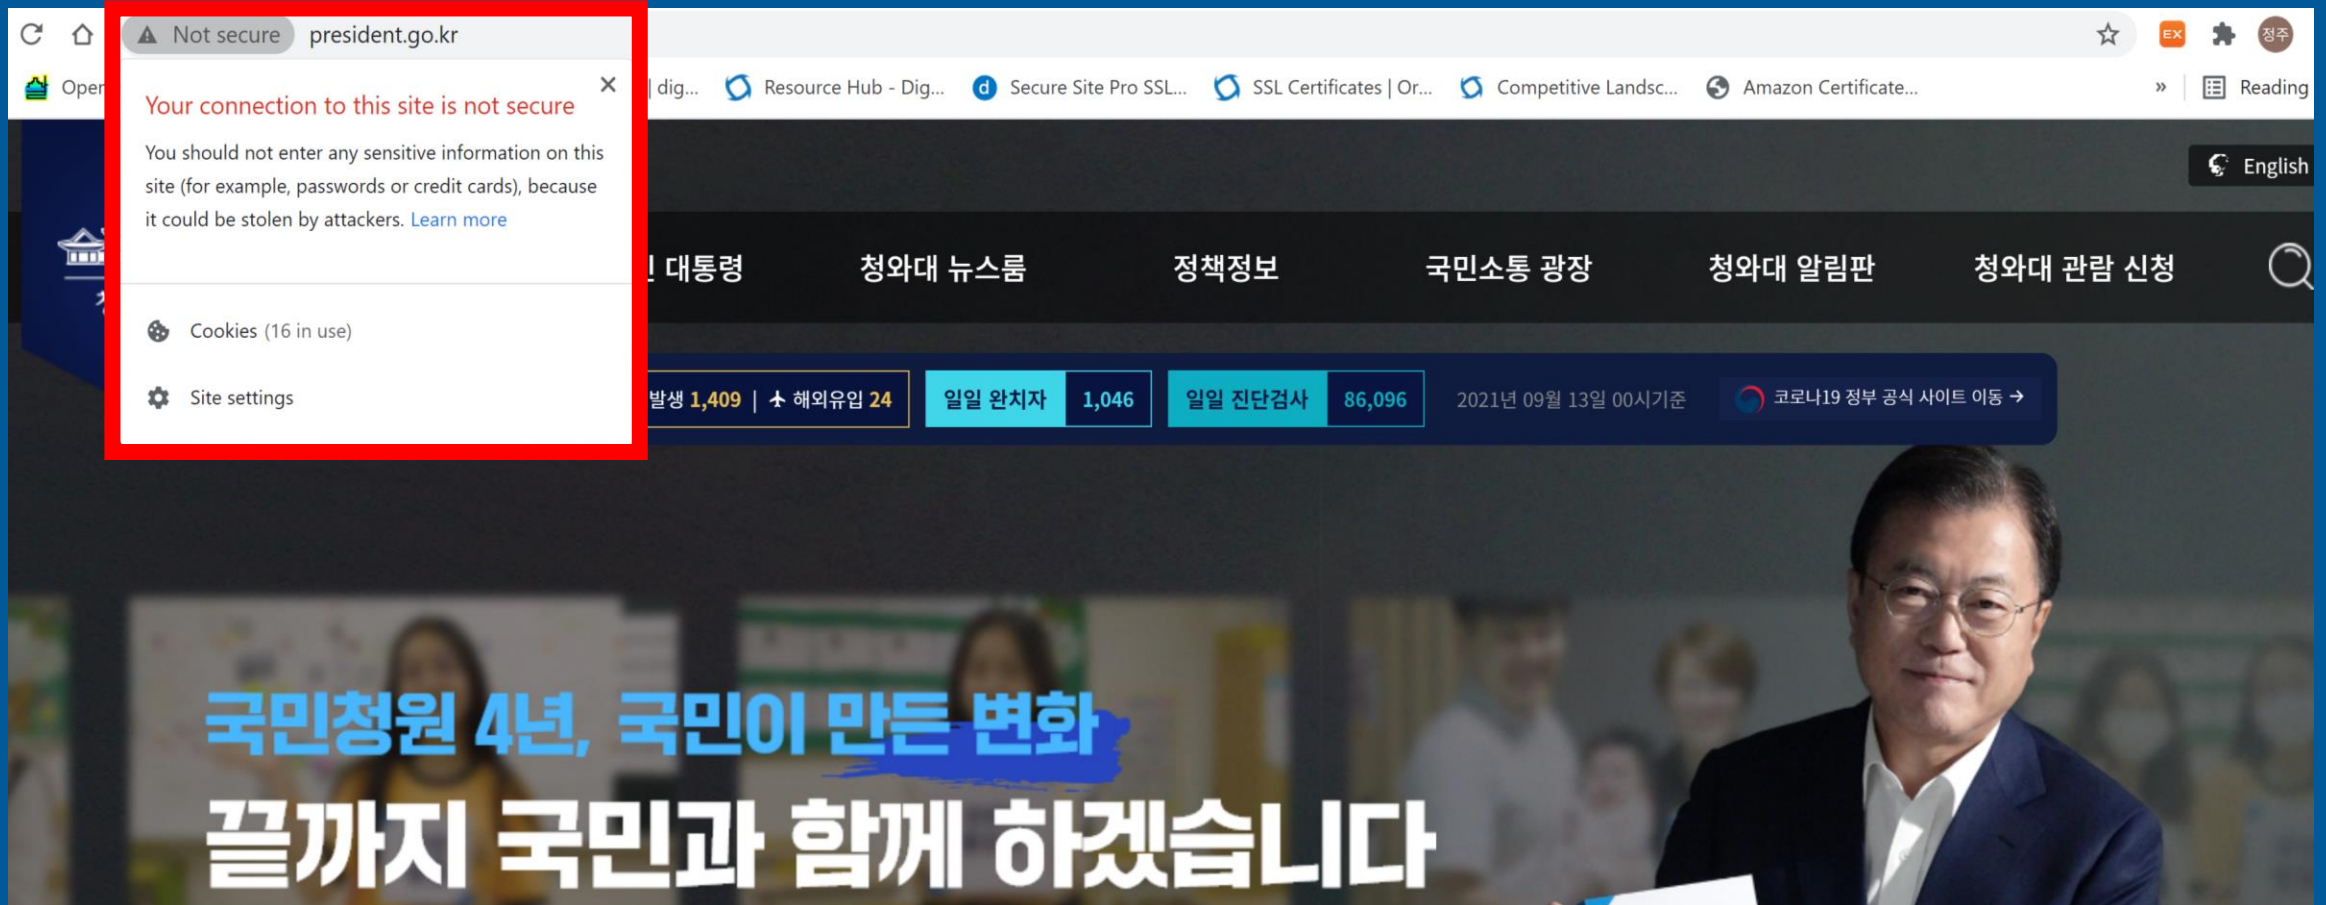 Not secure president.go.kr
정주
Oper
| dig...
Resource Hub - Dig...
Secure Site Pro SSL...
SSL Certificates | Or...
Competitive Landsc...
Amazon Certificate...
»
Reading
Your connection to this site is not secure
You should not enter any sensitive information on this
site (for example, passwords or credit cards), because
it could be stolen by attackers. Learn more
Cookies (16 in use)
Site settings
English
대통령
청와대 뉴스룸
정책정보
국민소통 광장
청와대 알림판
청와대 관람 신청
발생 1,409 | 해외유입 24
일일 완치자 1,046
일일 진단검사 86,096
2021년 09월 13일 00시기준
코로나19 정부 공식 사이트 이동 →
국민청원 4년, 국민이 만든 변화
끝까지 국민과 함께 하겠습니다